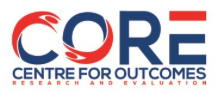 CORE
CENTRE FOR OUTCOMES
RESEARCH AND EVALUATION